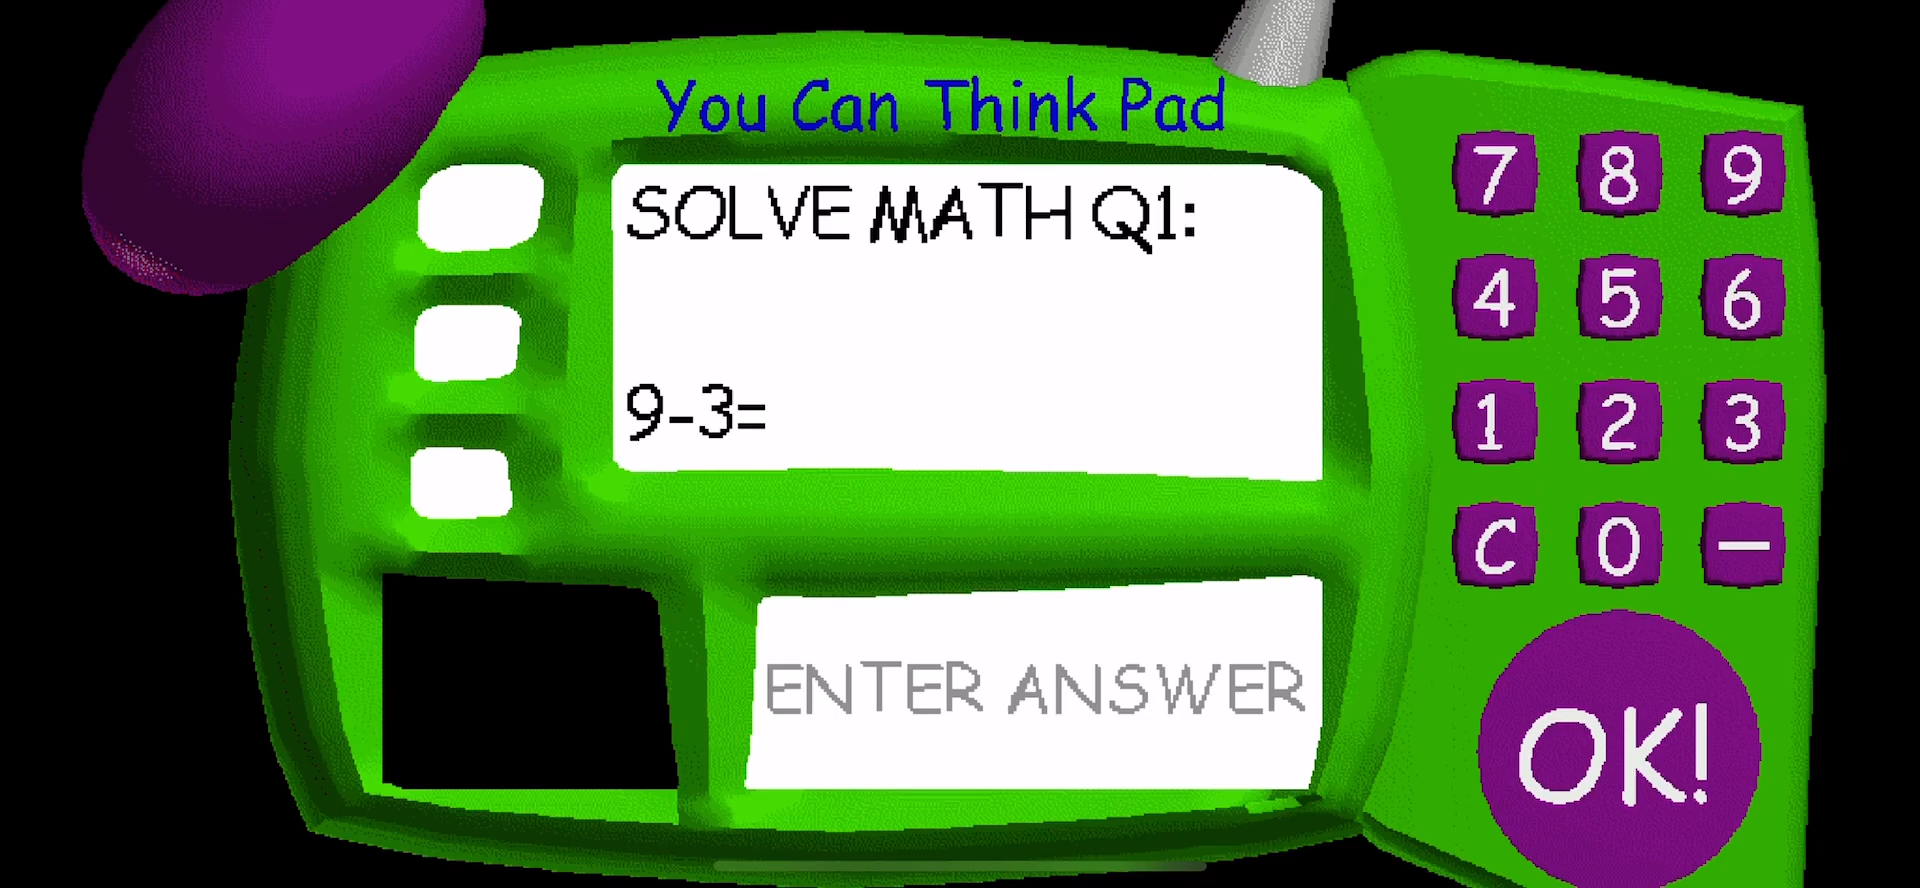 You Can Think Pad
SOLVE MATH Q1:
9-3=
ENTER ANSWER
7 8 9
4 5 6
1 2 3
C 0 −
OK!